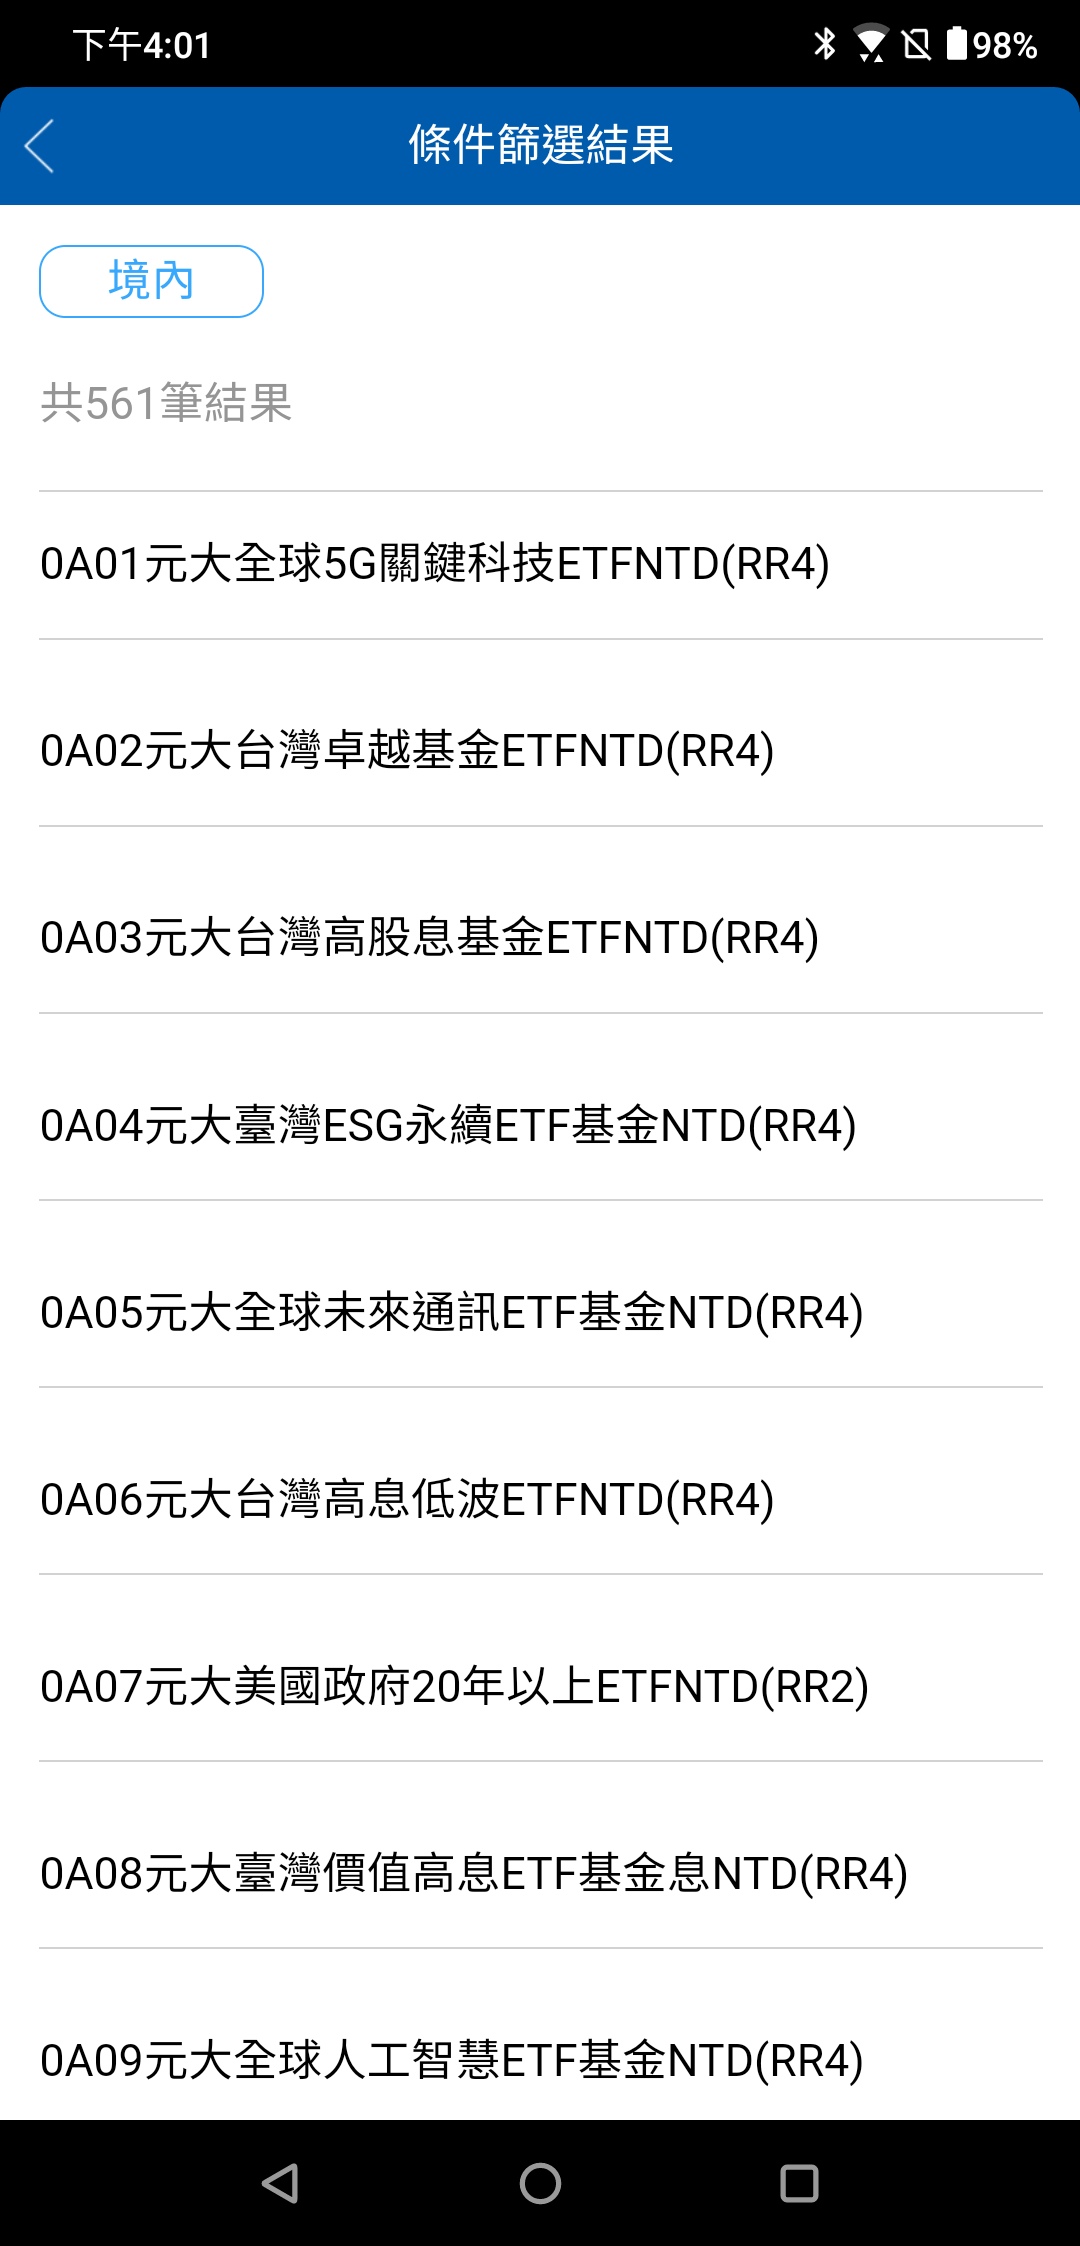 下午4:01
98%
條件篩選結果
境內
共561筆結果
0A01元大全球5G關鍵科技ETFNTD(RR4)
0A02元大台灣卓越基金ETFNTD(RR4)
0A03元大台灣高股息基金ETFNTD(RR4)
0A04元大臺灣ESG永續ETF基金NTD(RR4)
0A05元大全球未來通訊ETF基金NTD(RR4)
0A06元大台灣高息低波ETFNTD(RR4)
0A07元大美國政府20年以上ETFNTD(RR2)
0A08元大臺灣價值高息ETF基金息NTD(RR4)
0A09元大全球人工智慧ETF基金NTD(RR4)